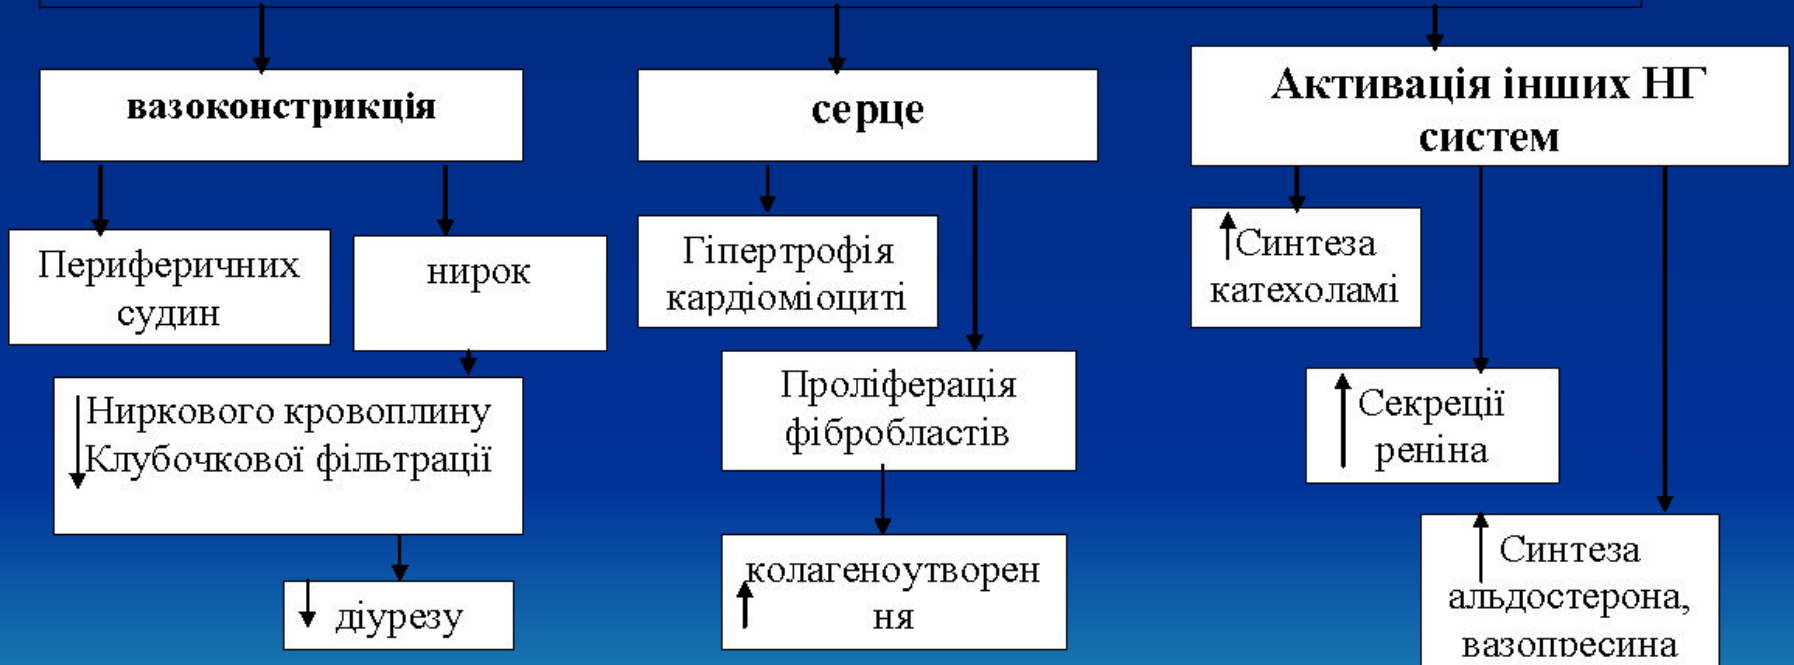 вазоконстрикція
серце
Активація інших НГ
систем
Периферичних
судин
нирок
Гіпертрофія
кардіоміоциті
Синтеза
катехоламі
Ниркового кровоплину
Клубочкової фільтрації
Проліферація
фібробластів
Секреції
реніна
діурезу
колагеноутворен
ня
Синтеза
альдостерона,
вазопресина